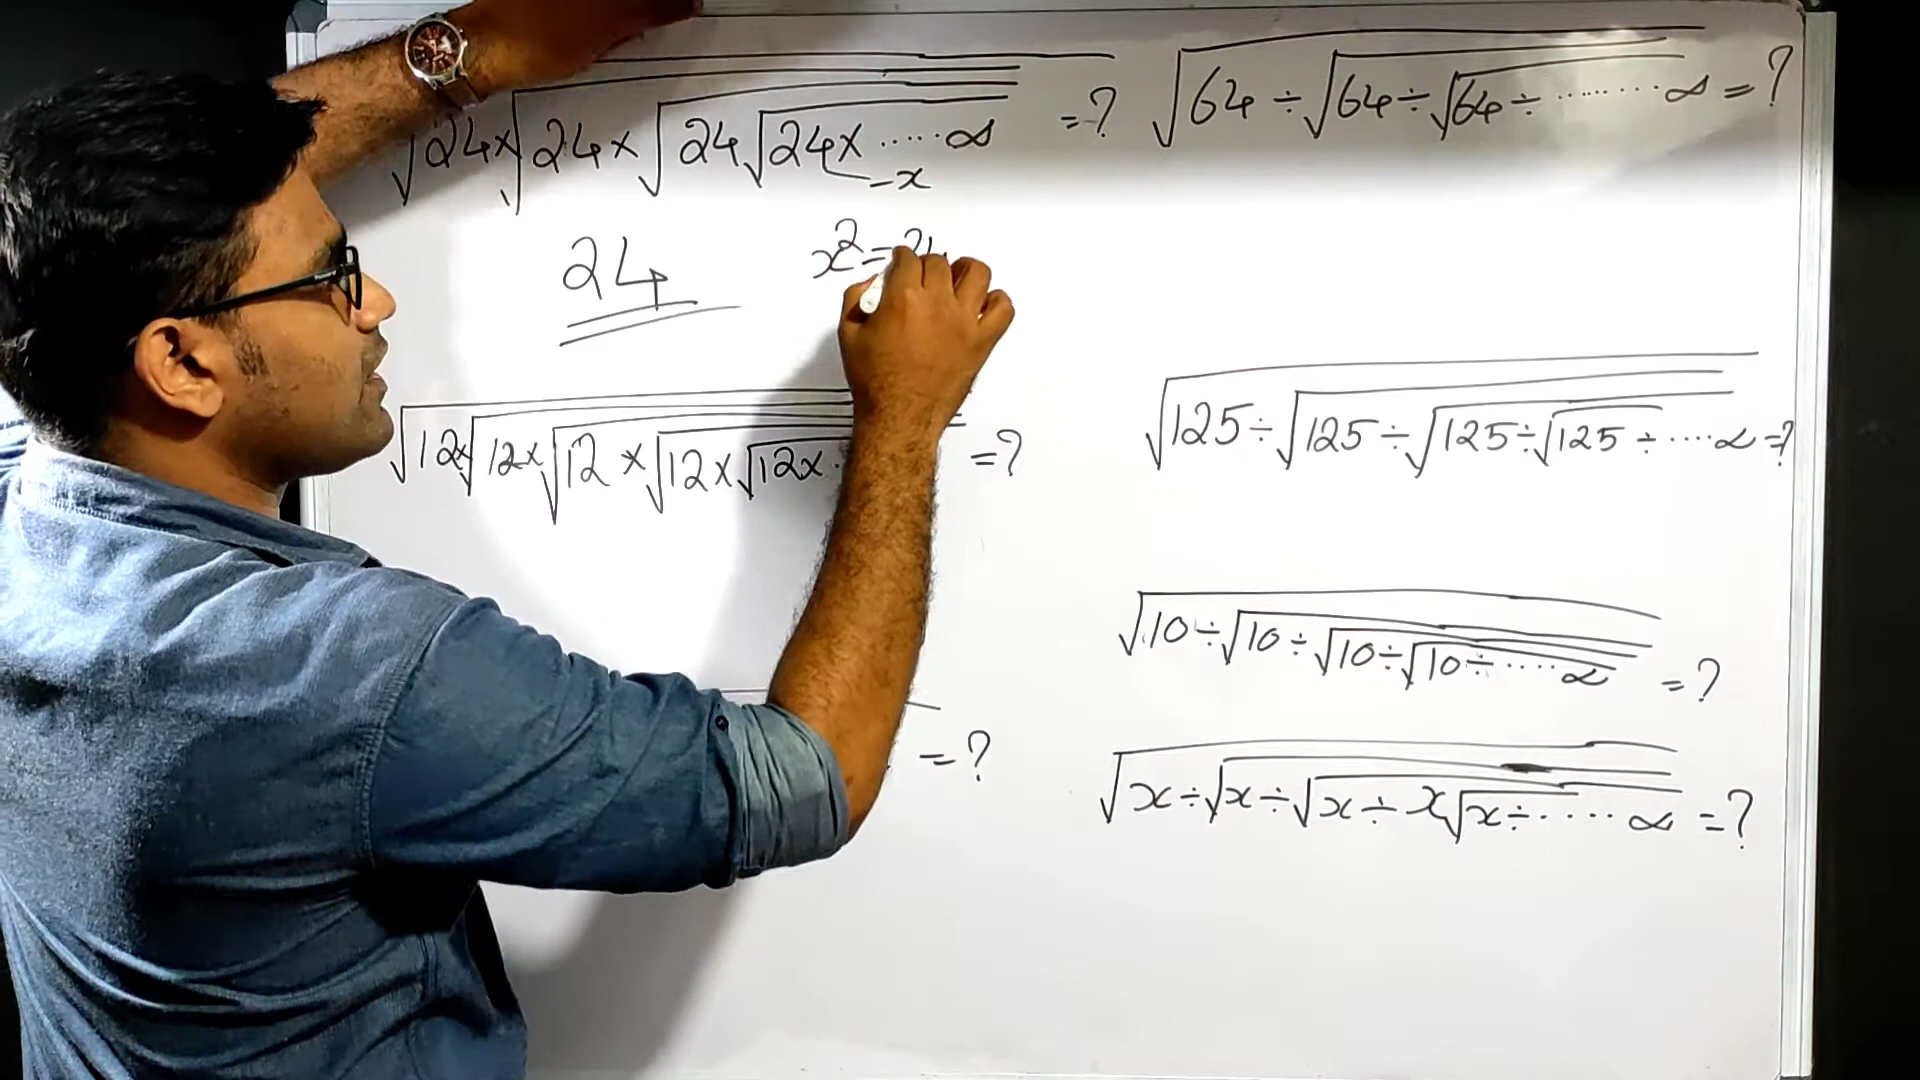 √24×√24×√24√24×.....∞ =?
-x
24
x²=24
√12×√12×√12×√12×√12× =?
=?
√64÷√64÷√64÷........∞=?
√125÷√125÷√125÷√125÷....∞=?
√10÷√10÷√10÷√10÷.....∞ =?
√x÷√x÷√x÷x√x÷....∞=?